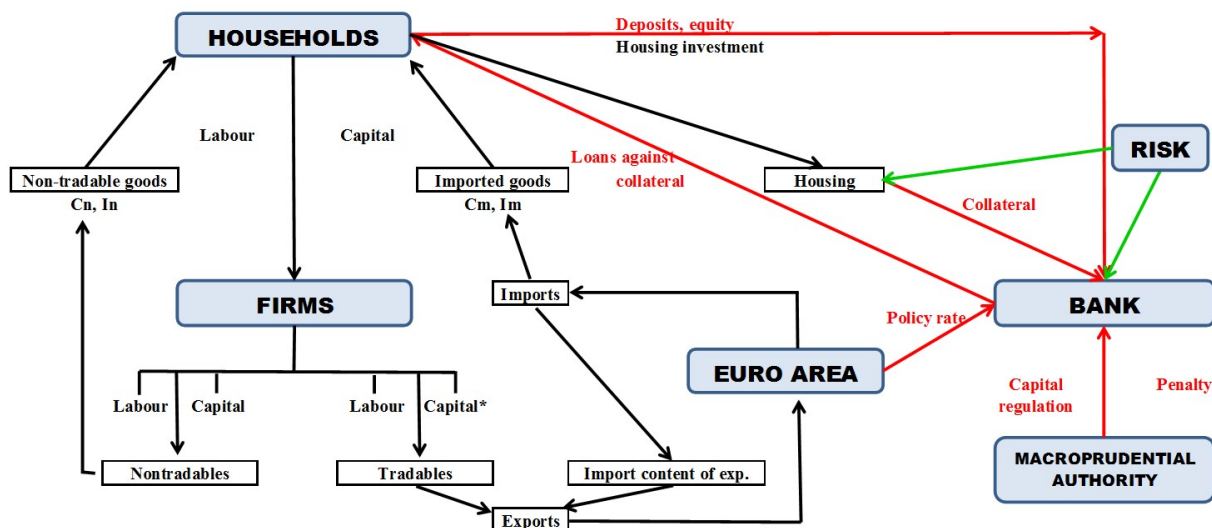 HOUSEHOLDS
Deposits, equity
Housing investment
Labour
Capital
Loans against
collateral
RISK
Non-tradable goods
Cn, In
Imported goods
Cm, Im
Housing
Collateral
FIRMS
Imports
BANK
Policy rate
EURO AREA
Labour
Capital
Labour
Capital*
Capital
regulation
Penalty
Nontradables
Tradables
Import content of exp.
MACROPRUDENTIAL
AUTHORITY
Exports